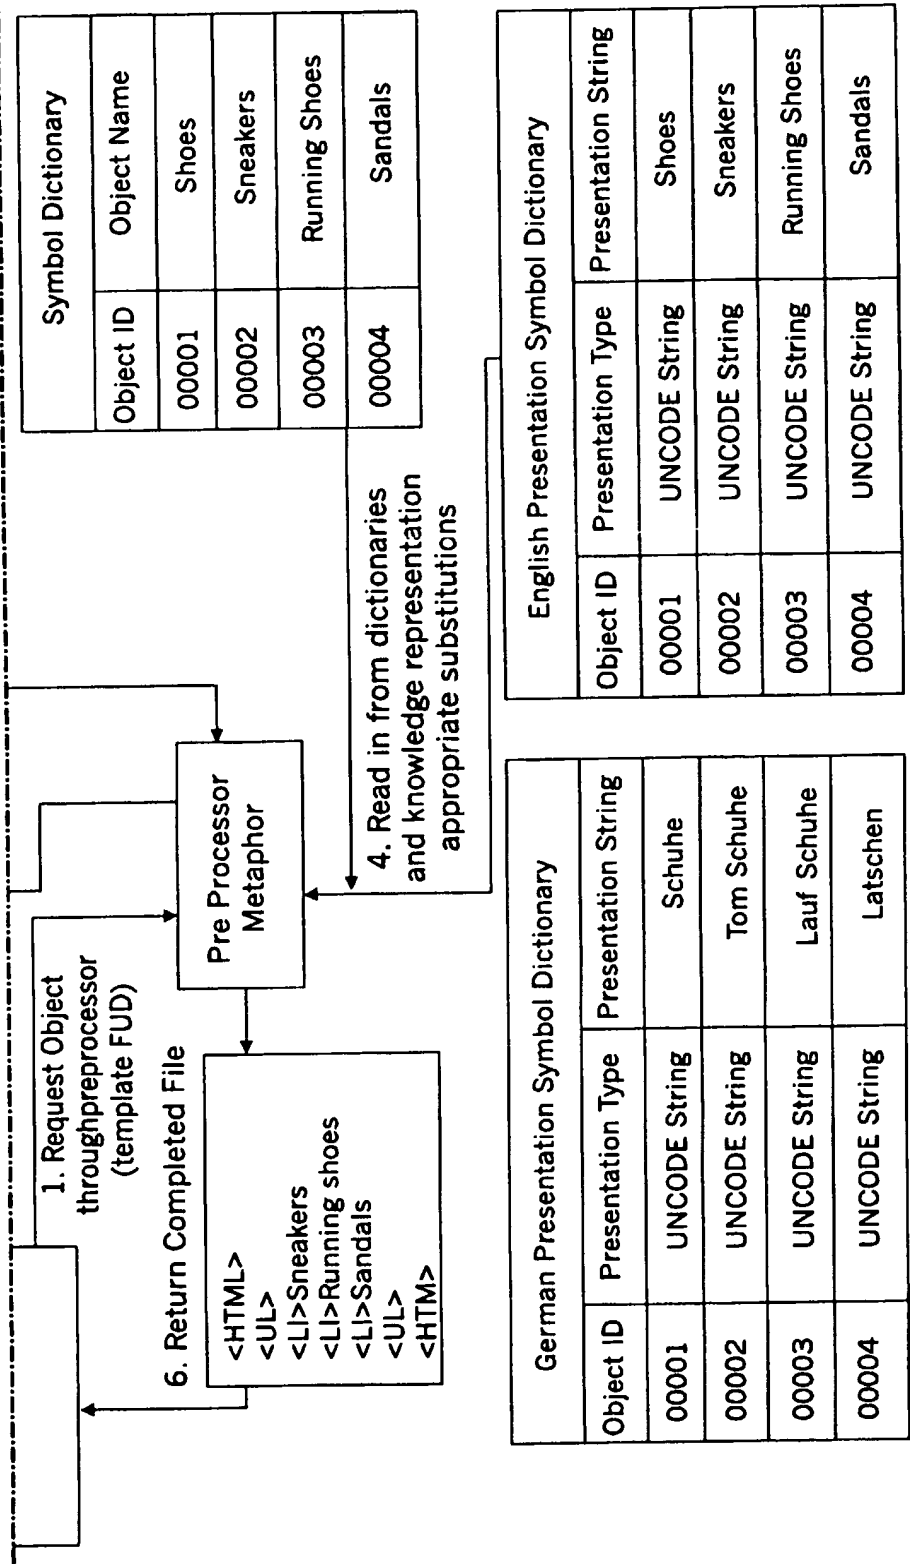 1. Request Object
throughpreprocessor
(template FUD)
Pre Processor
Metaphor
6. Return Completed File
<HTML>
<UL>
<LI>Sneakers
<LI>Running shoes
<LI>Sandals
<UL>
<HTM>
4. Read in from dictionaries
and knowledge representation
appropriate substitutions
Symbol Dictionary
Object ID Object Name
00001 Shoes
00002 Sneakers
00003 Running Shoes
00004 Sandals
German Presentation Symbol Dictionary
Object ID Presentation Type Presentation String
00001 UNCODE String Schuhe
00002 UNCODE String Tom Schuhe
00003 UNCODE String Lauf Schuhe
00004 UNCODE String Latschen
English Presentation Symbol Dictionary
Object ID Presentation Type Presentation String
00001 UNCODE String Shoes
00002 UNCODE String Sneakers
00003 UNCODE String Running Shoes
00004 UNCODE String Sandals